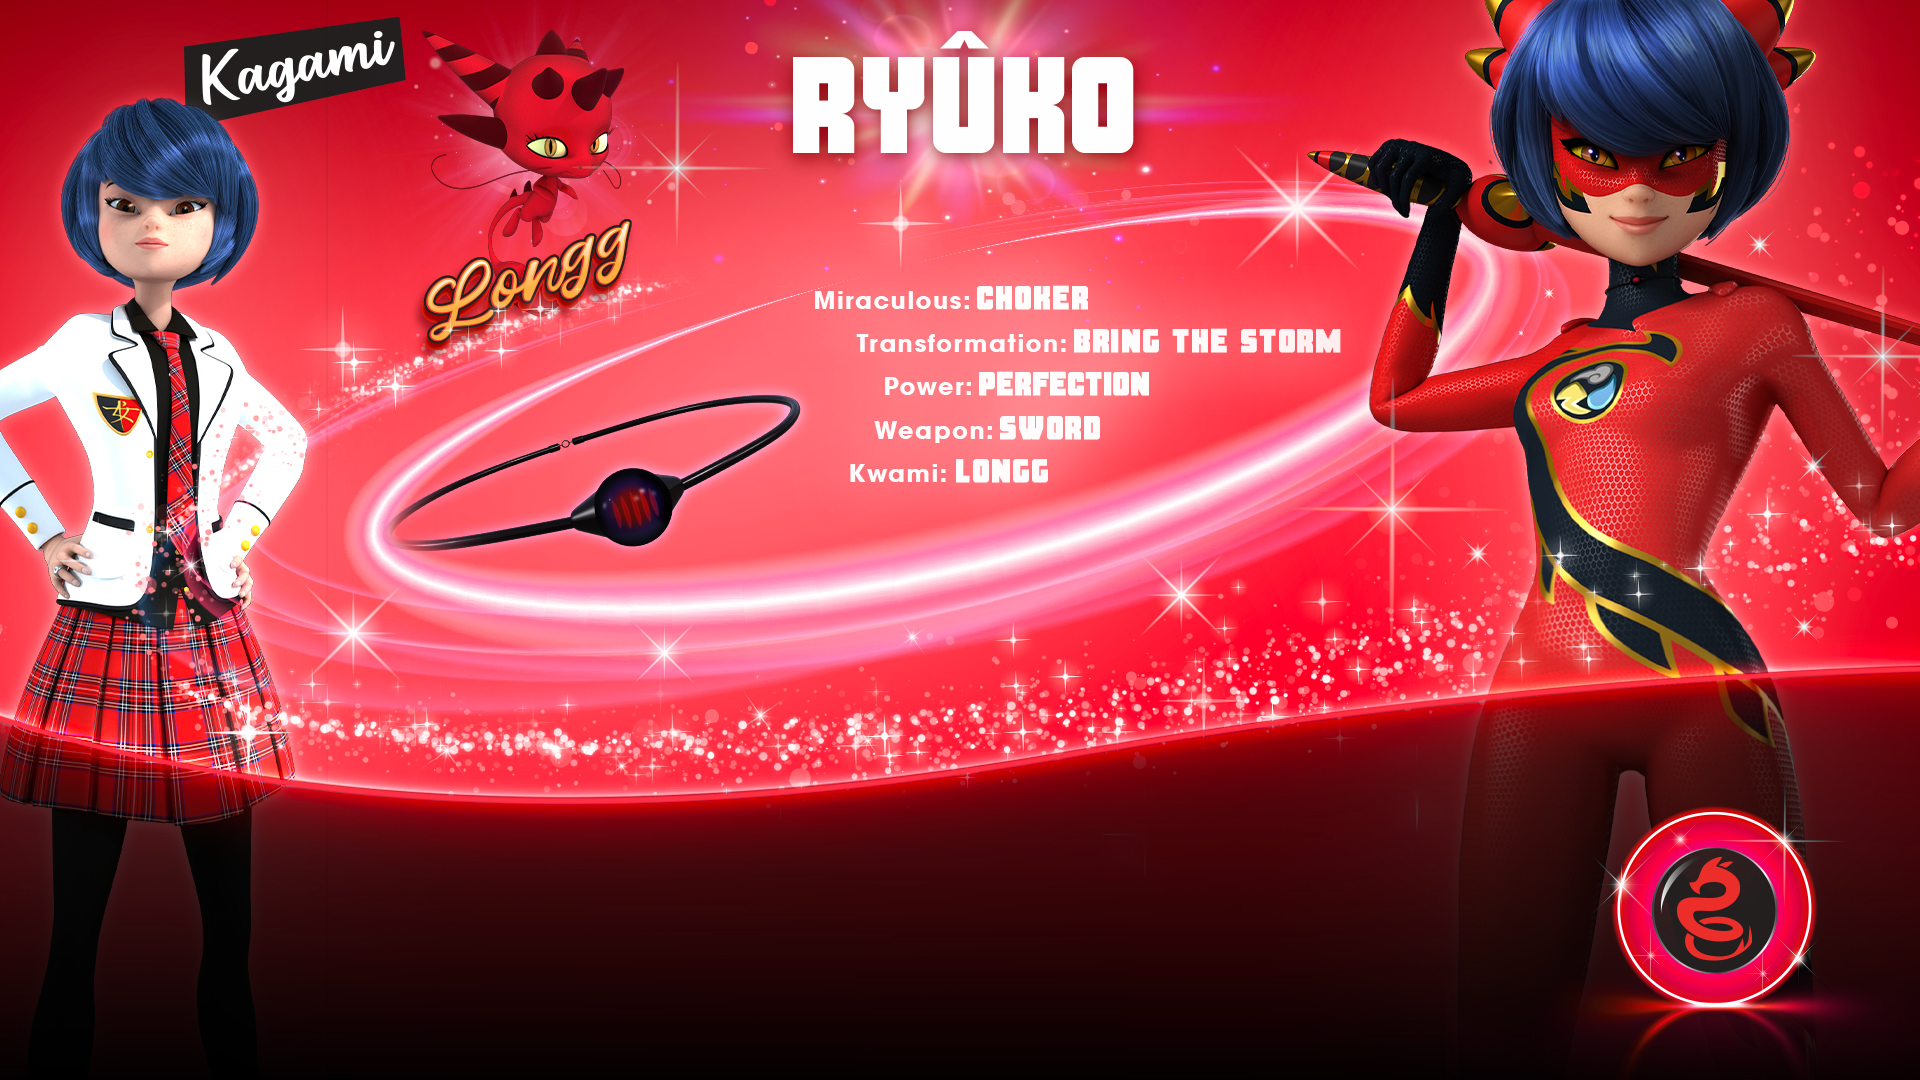 Kagami
RYÛKO
Longg
Miraculous: CHOKER
Transformation: BRING THE STORM
Power: PERFECTION
Weapon: SWORD
Kwami: LONGG